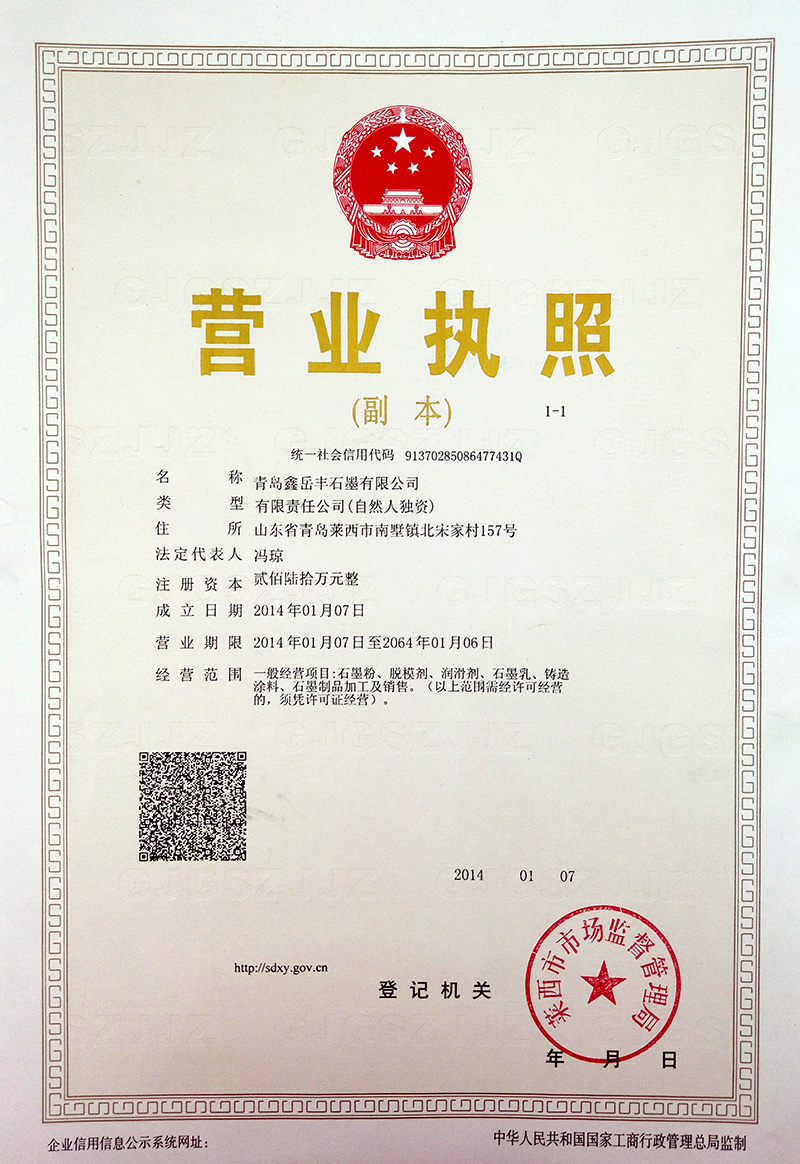 营业执照
(副 本) 1-1
统一社会信用代码 91370285086477431Q
名 称 青岛鑫岳丰石墨有限公司
类 型 有限责任公司(自然人独资)
住 所 山东省青岛莱西市南墅镇北宋家村157号
法定代表人 冯琼
注册资本 贰佰陆拾万元整
成立日期 2014年01月07日
营业期限 2014年01月07日至2064年01月06日
经营范围 一般经营项目:石墨粉、脱模剂、润滑剂、石墨乳、铸造
涂料、石墨制品加工及销售。（以上范围需经许可经营
的，须凭许可证经营）。
2014 01 07
莱西市市场监督管理局
http://sdxy.gov.cn
登记机关
年 月 日
企业信用信息公示系统网址：
中华人民共和国国家工商行政管理总局监制